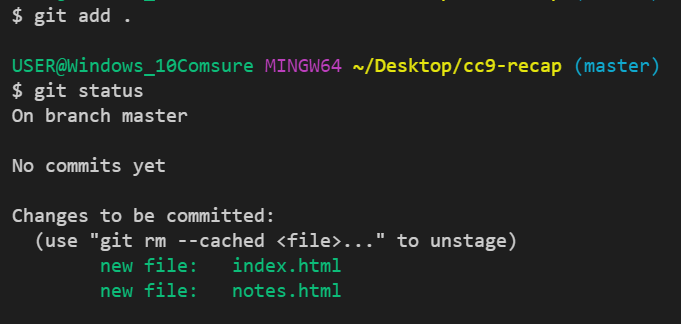 $ git add .
USER@Windows_10Comsure MINGW64 ~/Desktop/cc9-recap (master)
$ git status
On branch master
No commits yet
Changes to be committed:
(use "git rm --cached <file>..." to unstage)
new file: index.html
new file: notes.html